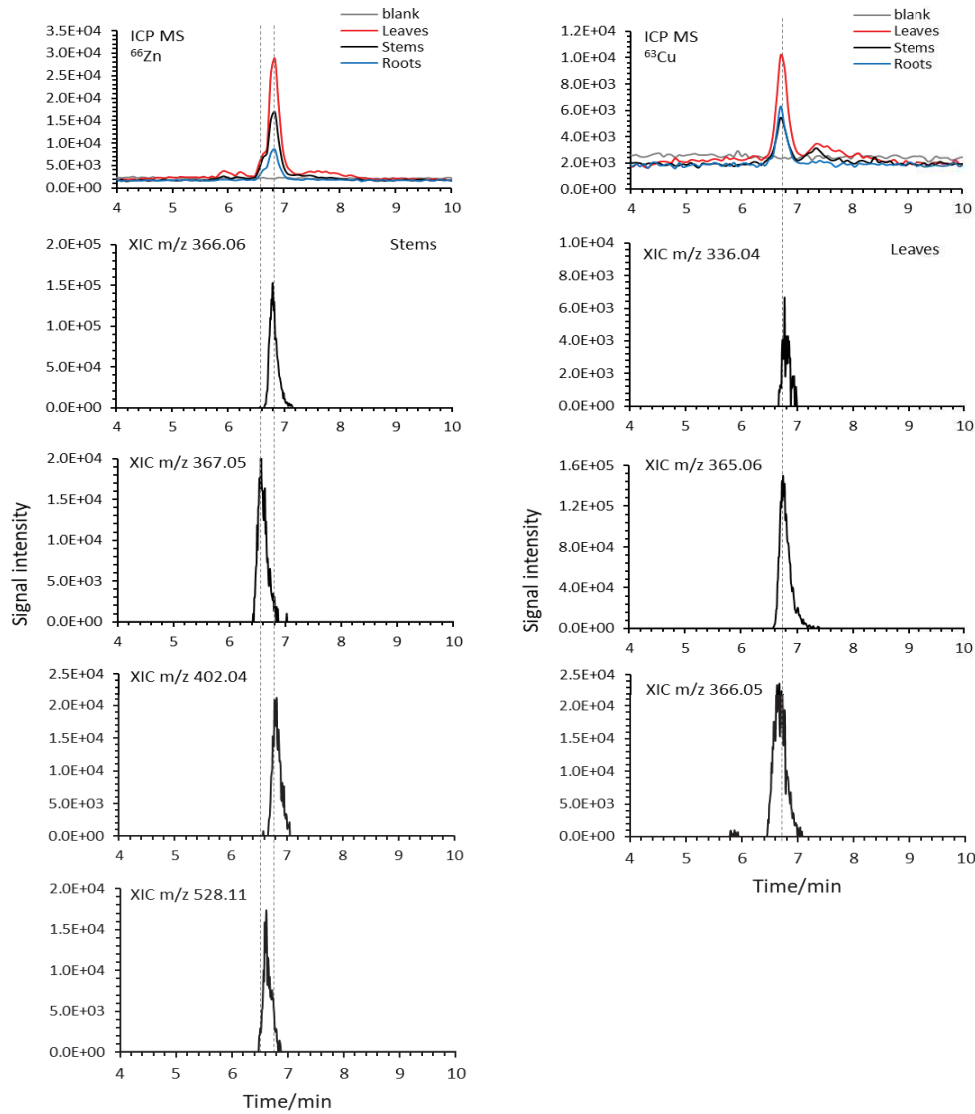 ICP MS
⁶⁶Zn
blank
Leaves
Stems
Roots
3.5E+04
3.0E+04
2.5E+04
2.0E+04
1.5E+04
1.0E+04
5.0E+03
0.0E+00
4 5 6 7 8 9 10
ICP MS
⁶³Cu
blank
Leaves
Stems
Roots
1.2E+04
1.0E+04
8.0E+03
6.0E+03
4.0E+03
2.0E+03
0.0E+00
4 5 6 7 8 9 10
XIC m/z 366.06
Stems
2.0E+05
1.5E+05
1.0E+05
5.0E+04
0.0E+00
4 5 6 7 8 9 10
XIC m/z 336.04
Leaves
1.0E+04
8.0E+03
6.0E+03
4.0E+03
2.0E+03
0.0E+00
4 5 6 7 8 9 10
Signal intensity
XIC m/z 367.05
2.0E+04
1.5E+04
1.0E+04
5.0E+03
0.0E+00
4 5 6 7 8 9 10
Signal intensity
XIC m/z 365.06
1.6E+05
1.2E+05
8.0E+04
4.0E+04
0.0E+00
4 5 6 7 8 9 10
XIC m/z 402.04
2.5E+04
2.0E+04
1.5E+04
1.0E+04
5.0E+03
0.0E+00
4 5 6 7 8 9 10
XIC m/z 366.05
2.5E+04
2.0E+04
1.5E+04
1.0E+04
5.0E+03
0.0E+00
4 5 6 7 8 9 10
Time/min
XIC m/z 528.11
2.0E+04
1.5E+04
1.0E+04
5.0E+03
0.0E+00
4 5 6 7 8 9 10
Time/min